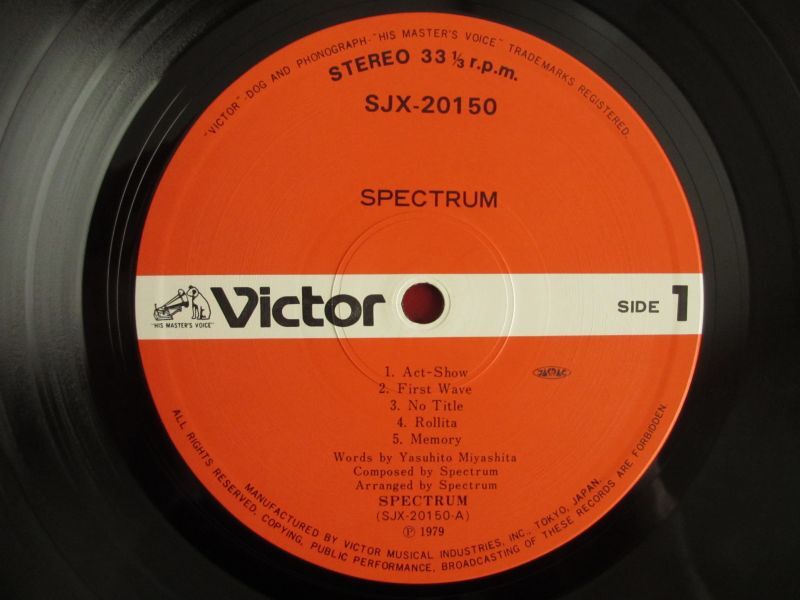 "VICTOR"-DOG AND PHONOGRAPH-"HIS MASTER'S VOICE" TRADEMARKS REGISTERED.
STEREO 33 1/3 r.p.m.
SJX-20150
SPECTRUM
"HIS MASTER'S VOICE"
Victor
SIDE 1
1. Act-Show
JASRAC
2. First Wave
3. No Title
4. Rollita
5. Memory
Words by Yasuhito Miyashita
Composed by Spectrum
Arranged by Spectrum
SPECTRUM
(SJX-20150-A)
℗ 1979
MANUFACTURED BY VICTOR MUSICAL INDUSTRIES, INC., TOKYO, JAPAN.
ALL RIGHTS RESERVED. COPYING, PUBLIC PERFORMANCE, BROADCASTING OF THESE RECORDS ARE FORBIDDEN.